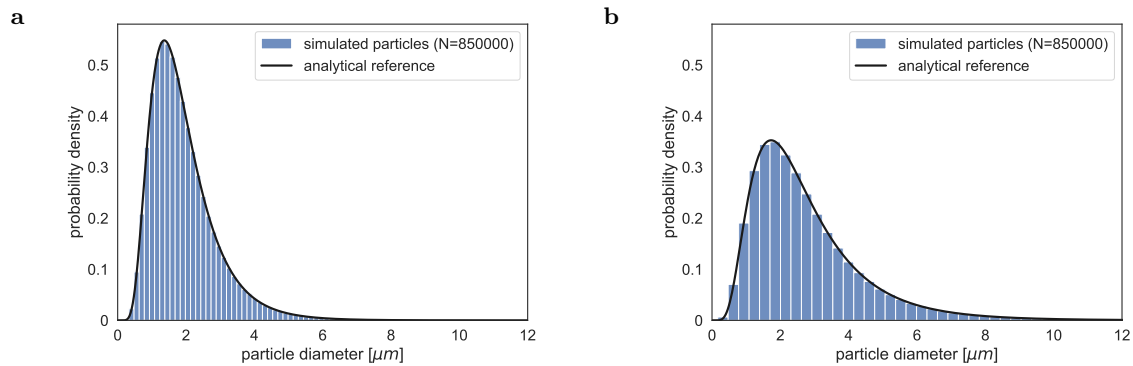 a
simulated particles (N=850000)
analytical reference
probability density
0.5
0.4
0.3
0.2
0.1
0
0 2 4 6 8 10 12
particle diameter [μm]
b
simulated particles (N=850000)
analytical reference
probability density
0.5
0.4
0.3
0.2
0.1
0
0 2 4 6 8 10 12
particle diameter [μm]